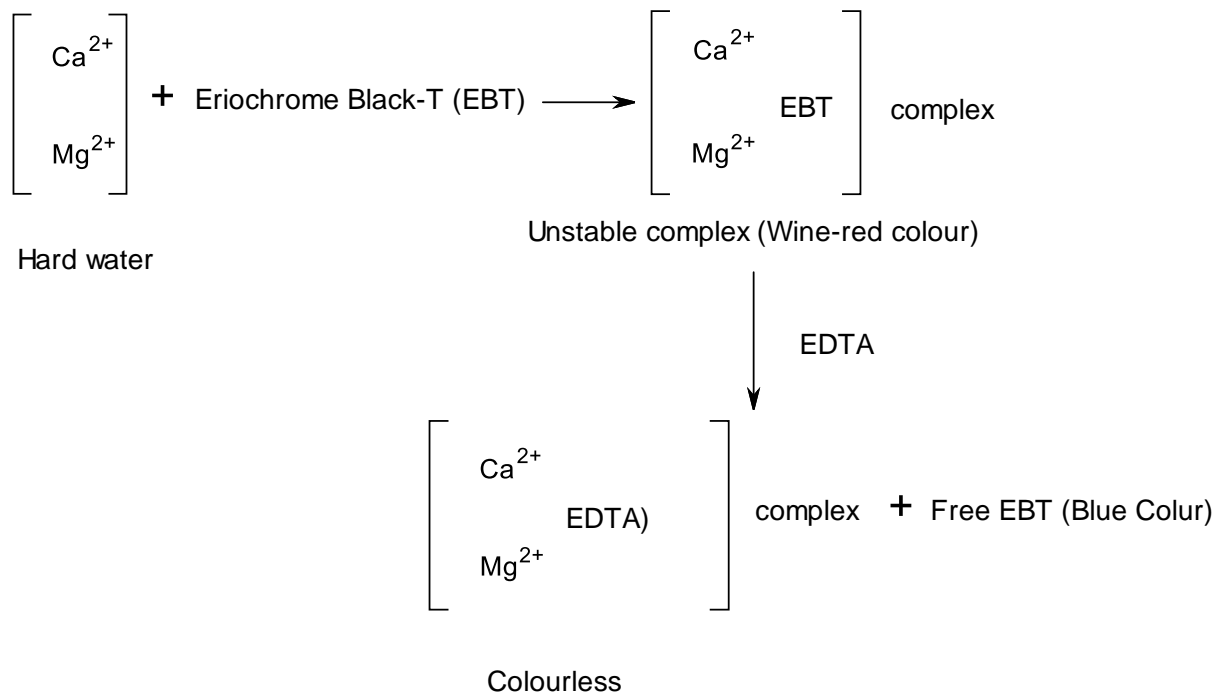 Ca2+
Mg2+
Hard water
+ Eriochrome Black-T (EBT)
Ca2+
EBT
Mg2+
complex
Unstable complex (Wine-red colour)
EDTA
Ca2+
EDTA)
Mg2+
complex + Free EBT (Blue Colur)
Colourless